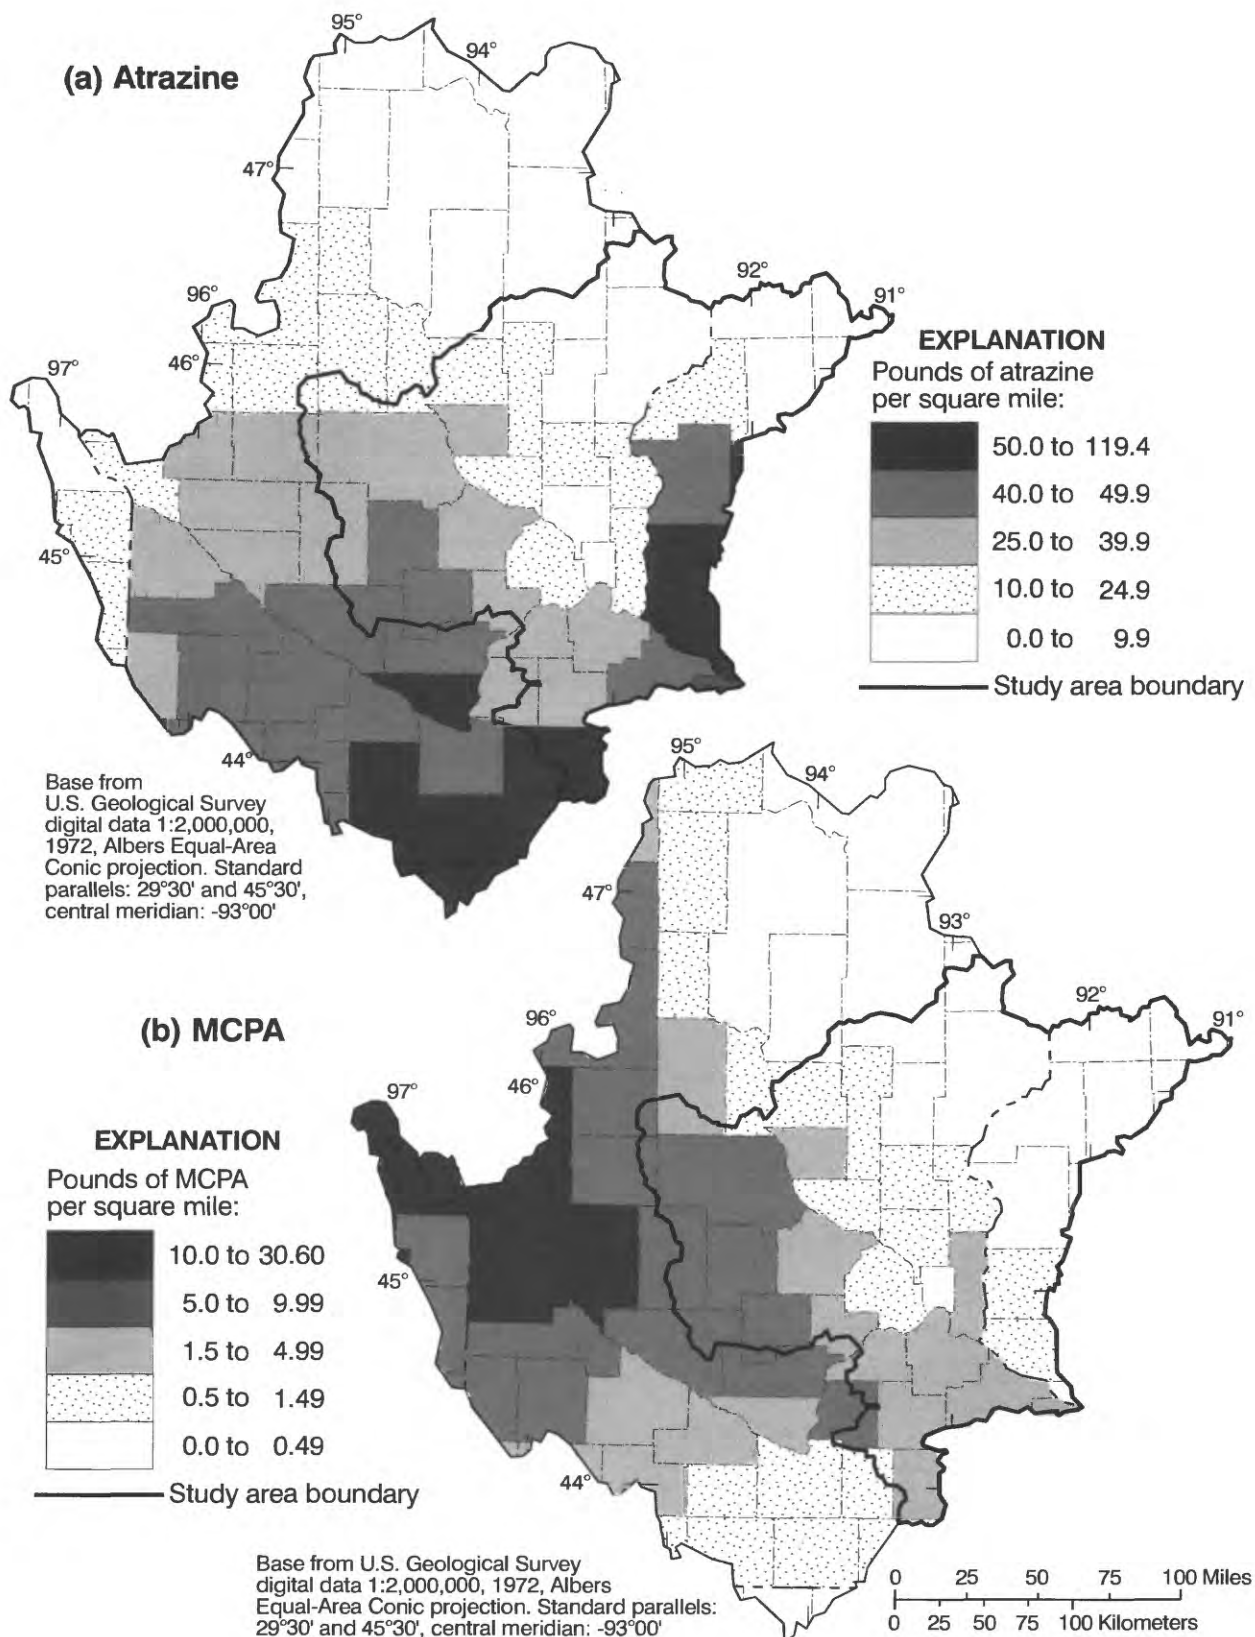 (a) Atrazine
95°
94°
47°
96°
46°
97°
45°
44°
92°
91°
EXPLANATION
Pounds of atrazine
per square mile:
50.0 to 119.4
40.0 to 49.9
25.0 to 39.9
10.0 to 24.9
0.0 to 9.9
Study area boundary
Base from
U.S. Geological Survey
digital data 1:2,000,000,
1972, Albers Equal-Area
Conic projection. Standard
parallels: 29°30' and 45°30',
central meridian: -93°00'
(b) MCPA
95°
94°
47°
93°
96°
46°
97°
92°
91°
45°
44°
EXPLANATION
Pounds of MCPA
per square mile:
10.0 to 30.60
5.0 to 9.99
1.5 to 4.99
0.5 to 1.49
0.0 to 0.49
Study area boundary
Base from U.S. Geological Survey
digital data 1:2,000,000, 1972, Albers
Equal-Area Conic projection. Standard parallels:
29°30' and 45°30', central meridian: -93°00'
0 25 50 75 100 Miles
0 25 50 75 100 Kilometers